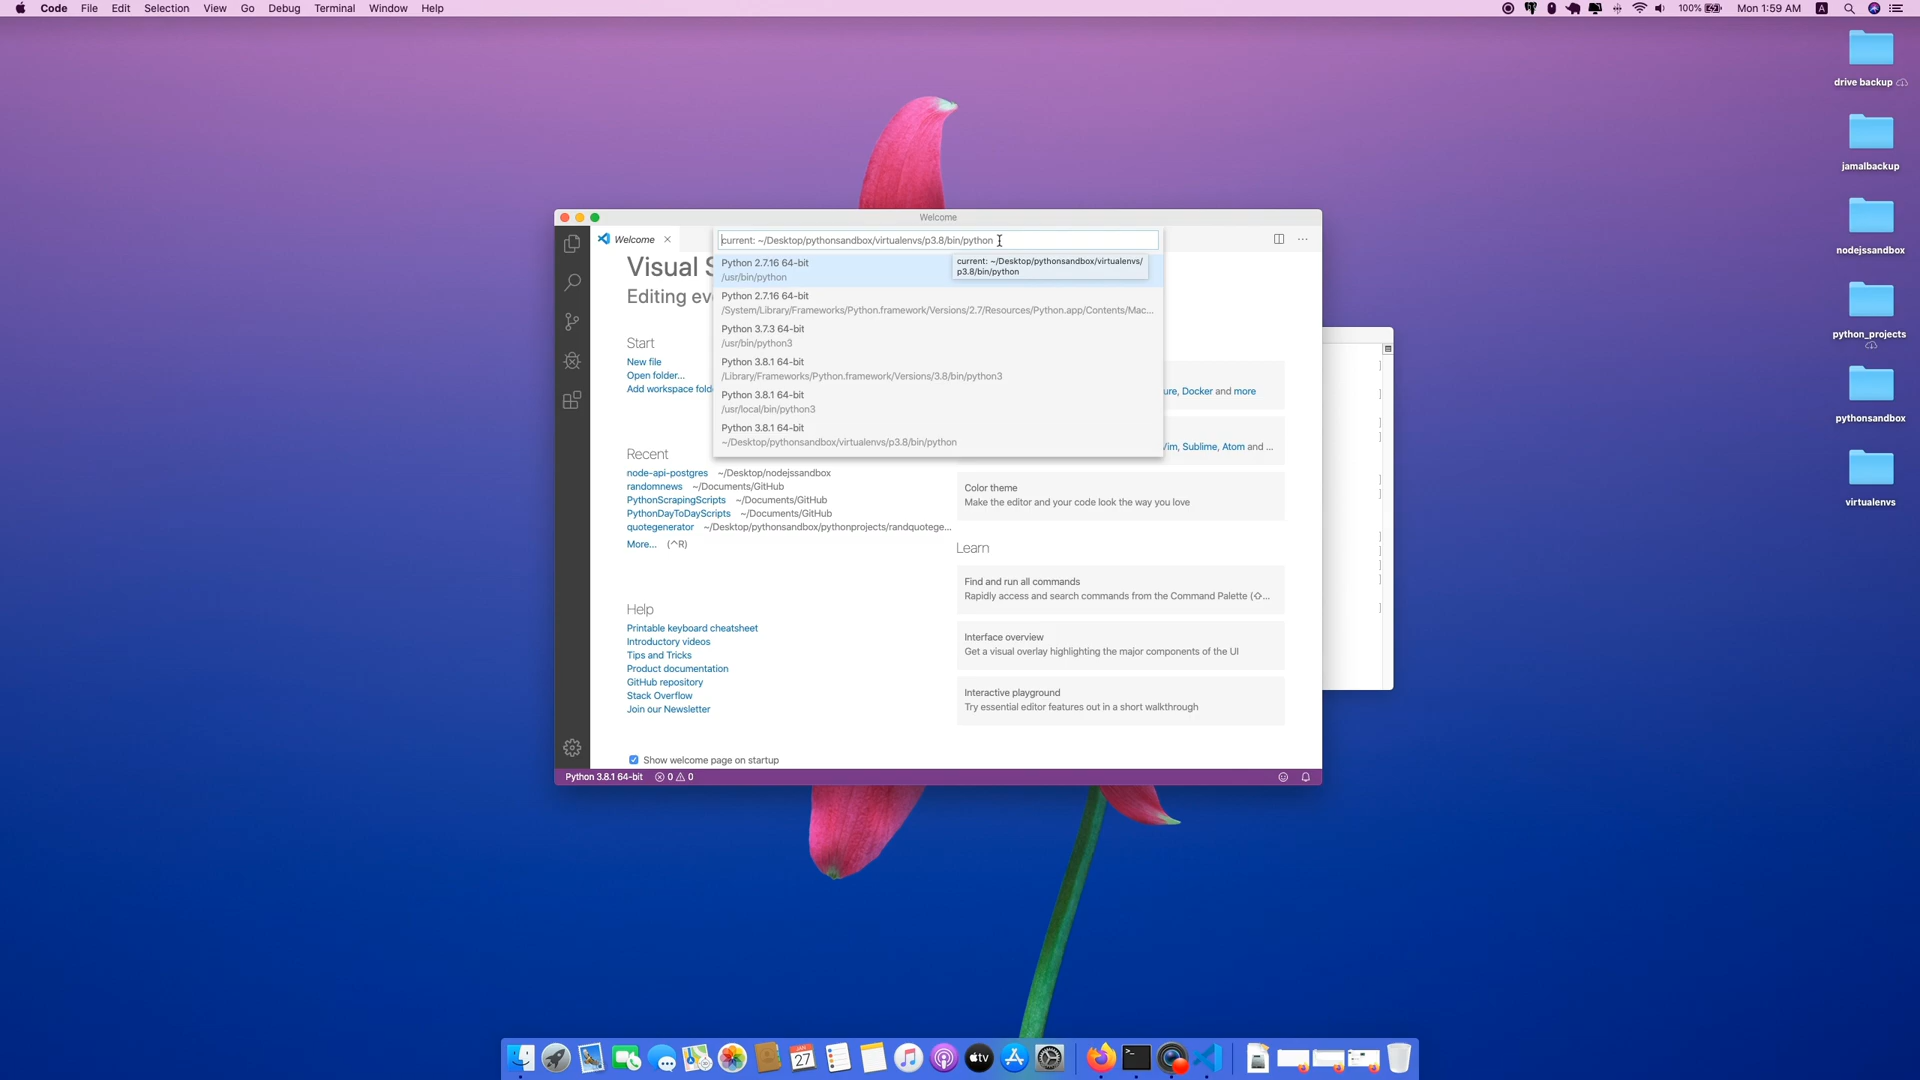 Code File Edit Selection View Go Debug Terminal Window Help
100% Mon 1:59 AM A
drive backup
jamalbackup
nodejssandbox
python_projects
pythonsandbox
virtualenvs
Welcome
Welcome
current: ~/Desktop/pythonsandbox/virtualenvs/p3.8/bin/python
current: ~/Desktop/pythonsandbox/virtualenvs/
p3.8/bin/python
Python 2.7.16 64-bit
/usr/bin/python
Python 2.7.16 64-bit
/System/Library/Frameworks/Python.framework/Versions/2.7/Resources/Python.app/Contents/Mac...
Python 3.7.3 64-bit
/usr/bin/python3
Python 3.8.1 64-bit
/Library/Frameworks/Python.framework/Versions/3.8/bin/python3
Python 3.8.1 64-bit
/usr/local/bin/python3
Python 3.8.1 64-bit
~/Desktop/pythonsandbox/virtualenvs/p3.8/bin/python
Visual S
Editing ev
Start
New file
Open folder...
Add workspace fold
Recent
node-api-postgres ~/Desktop/nodejssandbox
randomnews ~/Documents/GitHub
PythonScrapingScripts ~/Documents/GitHub
PythonDayToDayScripts ~/Documents/GitHub
quotegenerator ~/Desktop/pythonsandbox/pythonprojects/randquotege...
More... (^R)
Help
Printable keyboard cheatsheet
Introductory videos
Tips and Tricks
Product documentation
GitHub repository
Stack Overflow
Join our Newsletter
Show welcome page on startup
ure, Docker and more
Vim, Sublime, Atom and ...
Color theme
Make the editor and your code look the way you love
Learn
Find and run all commands
Rapidly access and search commands from the Command Palette (⇧...
Interface overview
Get a visual overlay highlighting the major components of the UI
Interactive playground
Try essential editor features out in a short walkthrough
Python 3.8.1 64-bit 0 0
27
tv